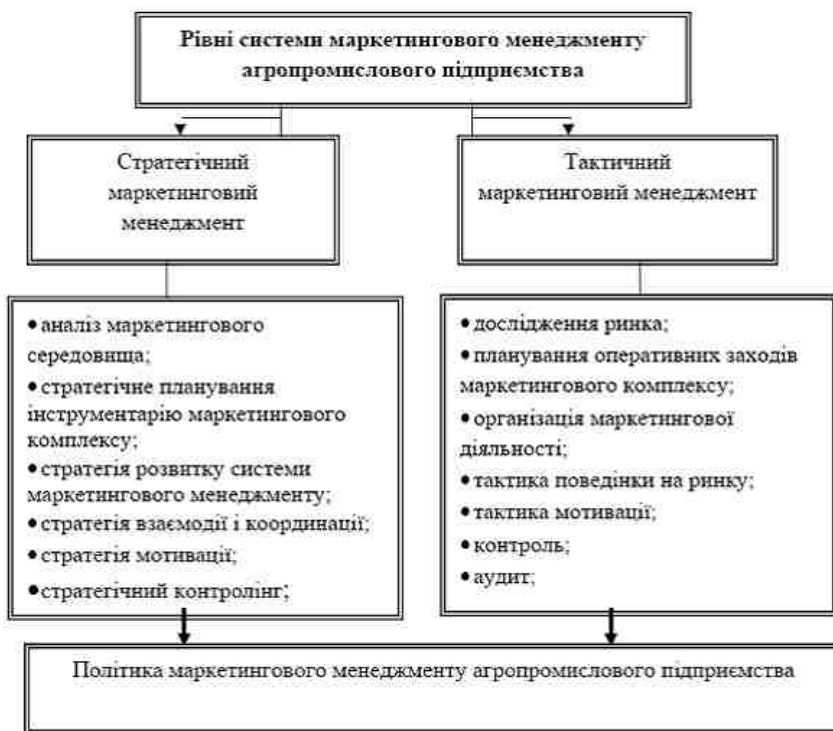 Рівні системи маркетингового менеджменту
агропромислового підприємства
Стратегічний
маркетинговий
менеджмент
Тактичний
маркетинговий менеджмент
•аналіз маркетингового
середовища;
•стратегічне планування
інструментарію маркетингового
комплексу;
•стратегія розвитку системи
маркетингового менеджменту;
•стратегія взаємодії і координації;
•стратегія мотивації;
•стратегічний контролінг;
•дослідження ринка;
•планування оперативних заходів
маркетингового комплексу;
•організація маркетингової
діяльності;
•тактика поведінки на ринку;
•тактика мотивації;
•контроль;
•аудит;
Політика маркетингового менеджменту агропромислового підприємства